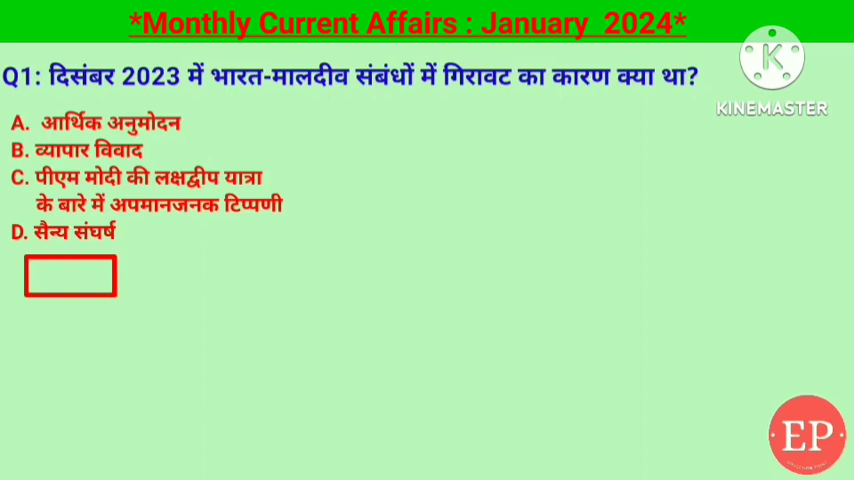 *Monthly Current Affairs : January 2024*
Q1: दिसंबर 2023 में भारत-मालदीव संबंधों में गिरावट का कारण क्या था?
K
KINEMASTER
A. आर्थिक अनुमोदन
B. व्यापार विवाद
C. पीएम मोदी की लक्षद्वीप यात्रा
के बारे में अपमानजनक टिप्पणी
D. सैन्य संघर्ष
EP